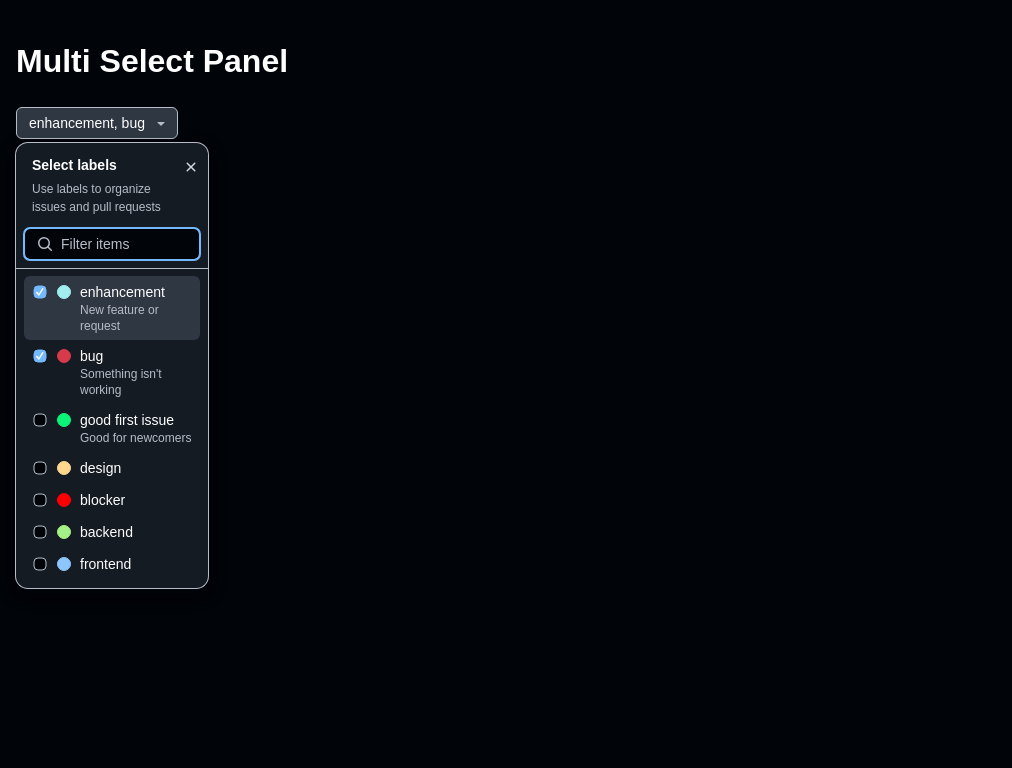 Multi Select Panel
enhancement, bug
Select labels
Use labels to organize
issues and pull requests
Filter items
enhancement
New feature or
request
bug
Something isn't
working
good first issue
Good for newcomers
design
blocker
backend
frontend